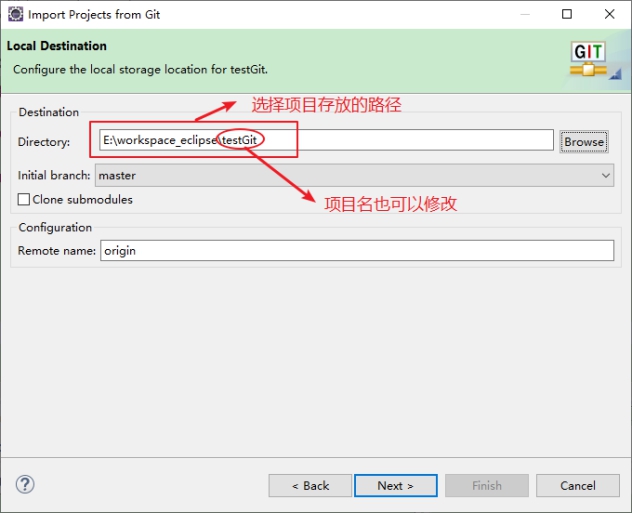 Import Projects from Git
Local Destination
Configure the local storage location for testGit.
GIT
Destination
选择项目存放的路径
Directory: E:\workspace_eclipse\testGit Browse
Initial branch: master
Clone submodules
项目名也可以修改
Configuration
Remote name: origin
? < Back Next > Finish Cancel